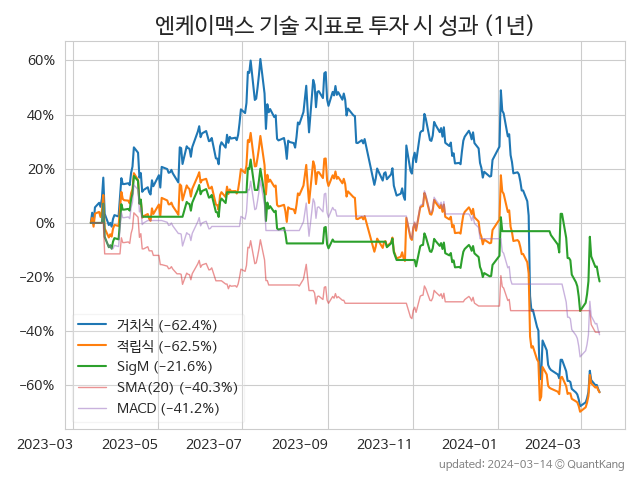 엔케이맥스 기술 지표로 투자 시 성과 (1년)
60%
40%
20%
0%
−20%
−40%
−60%
거치식 (−62.4%)
적립식 (−62.5%)
SigM (−21.6%)
SMA(20) (−40.3%)
MACD (−41.2%)
2023-03 2023-05 2023-07 2023-09 2023-11 2024-01 2024-03
updated: 2024-03-14 ⓒ QuantKang